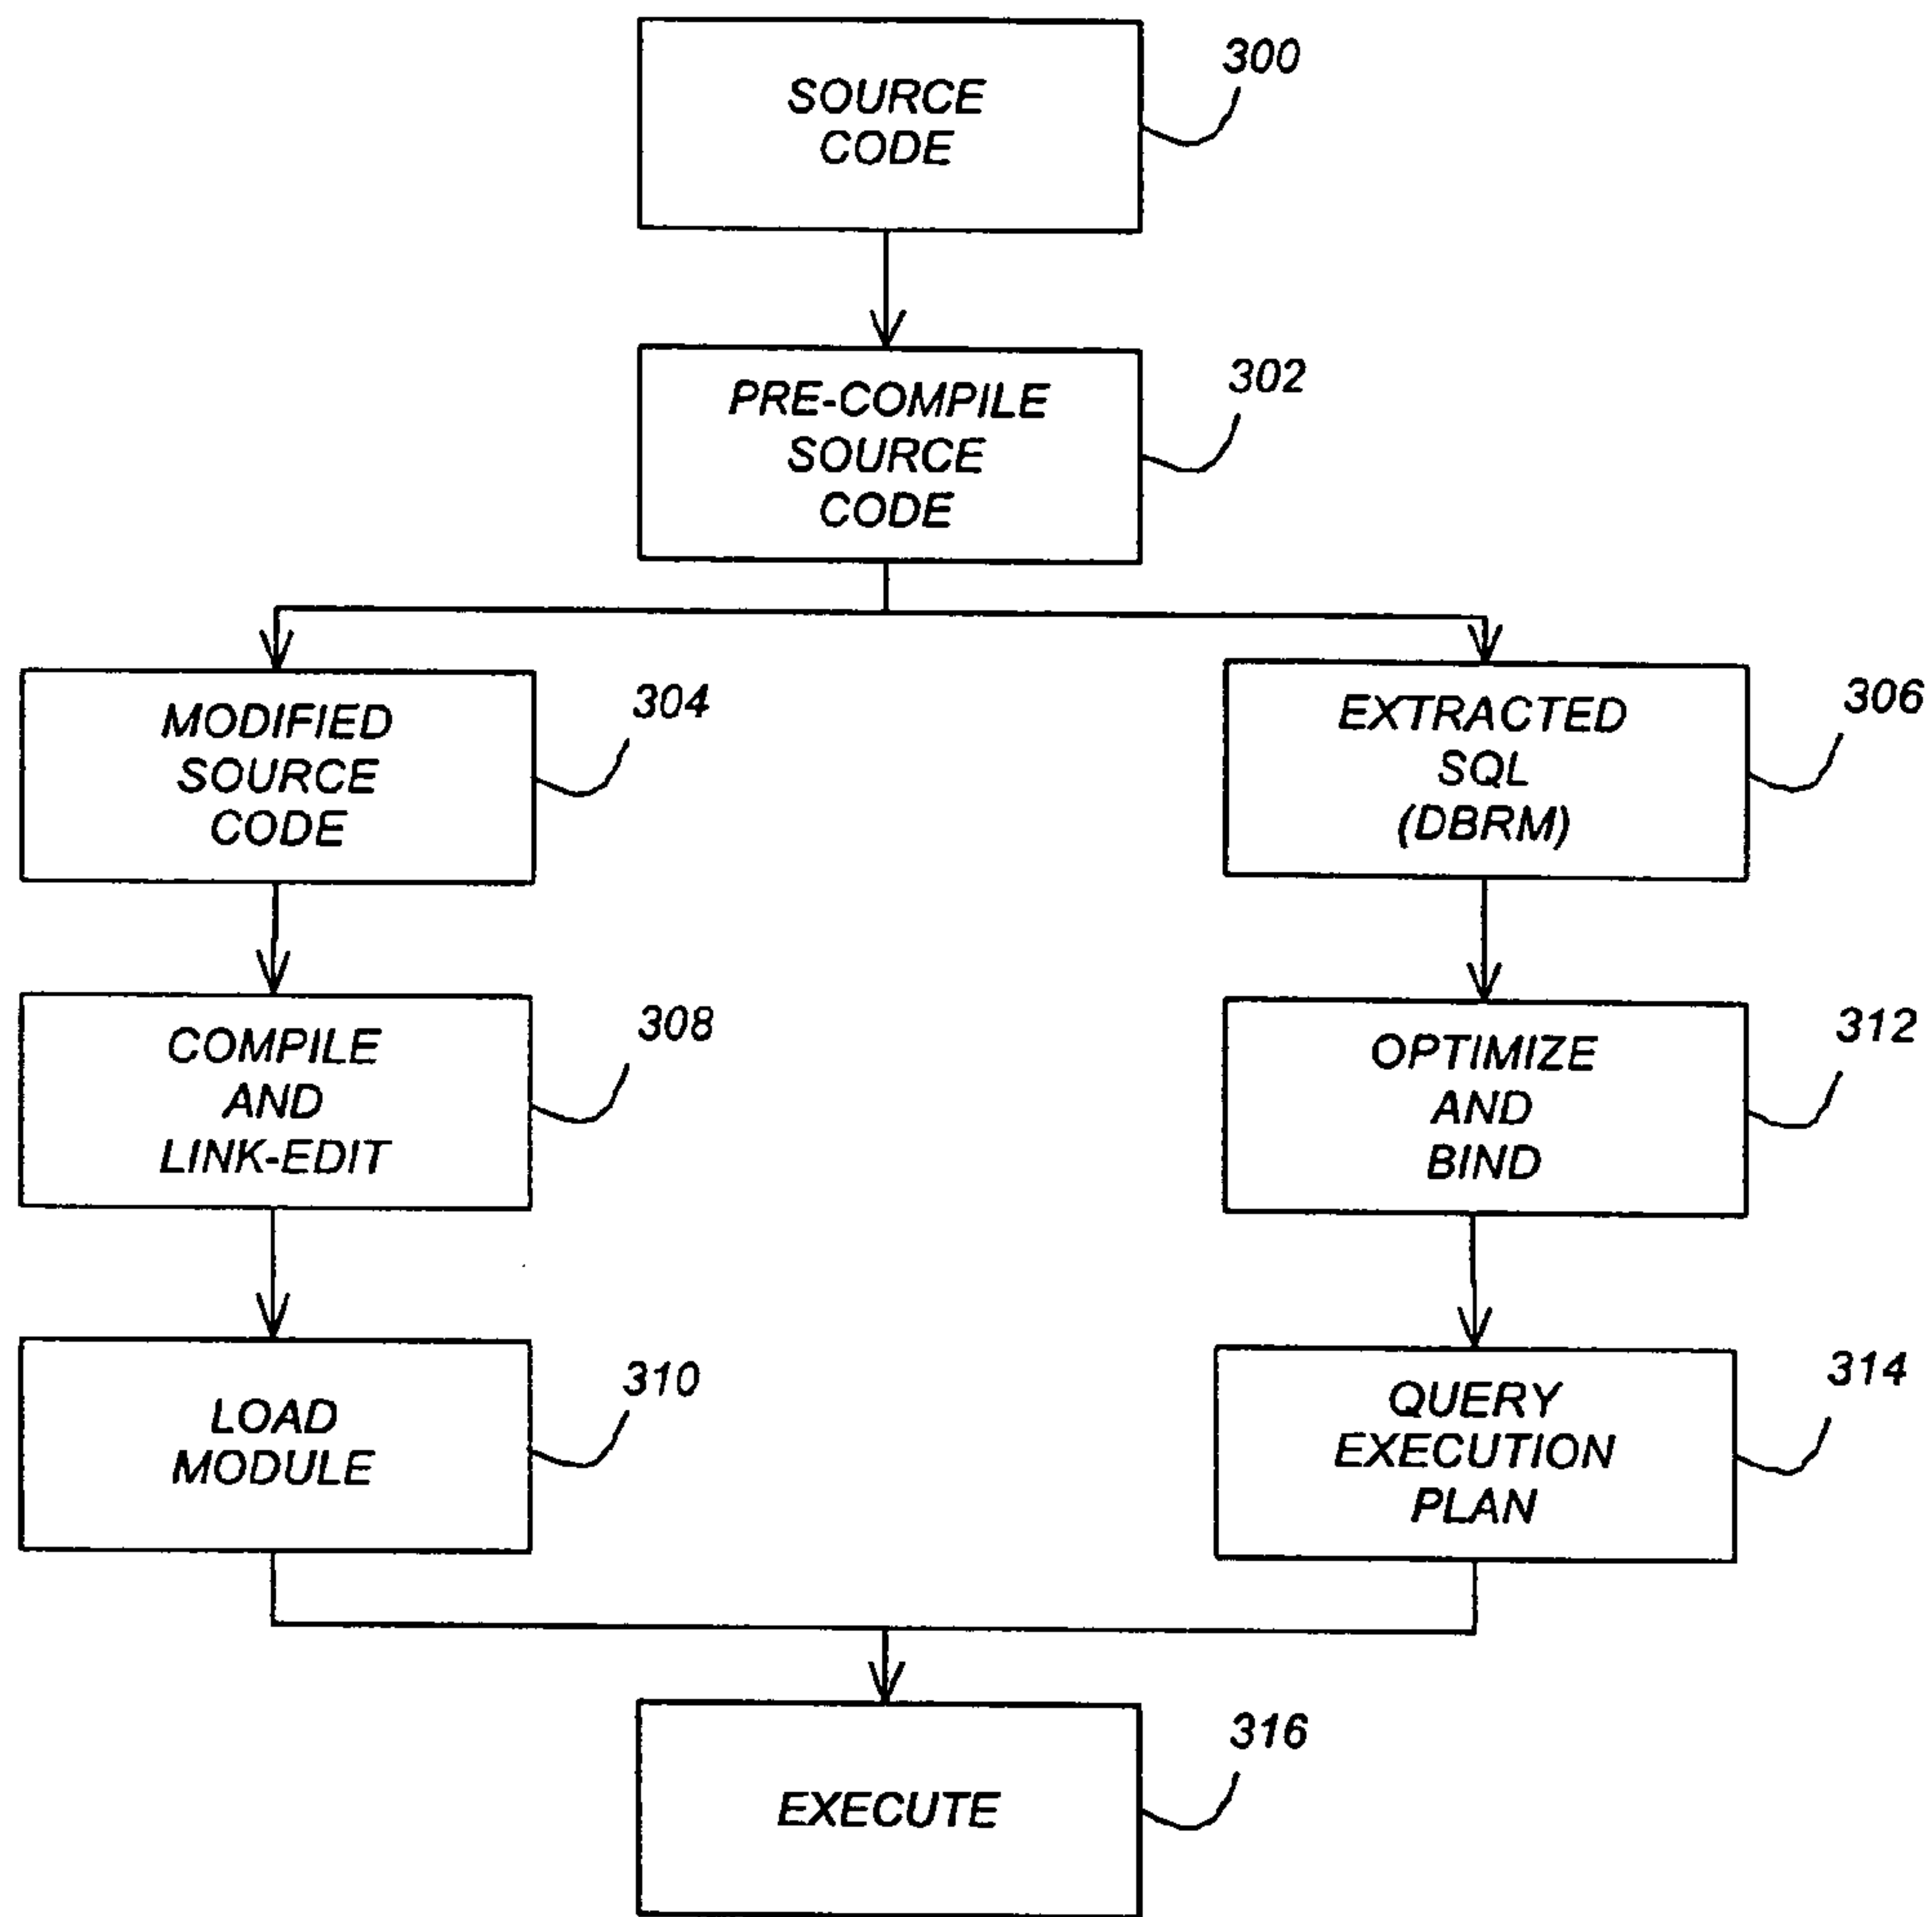 SOURCE
CODE
300
PRE-COMPILE
SOURCE
CODE
302
MODIFIED
SOURCE
CODE
304
EXTRACTED
SQL
(DBRM)
306
COMPILE
AND
LINK-EDIT
308
OPTIMIZE
AND
BIND
312
LOAD
MODULE
310
QUERY
EXECUTION
PLAN
314
EXECUTE
316